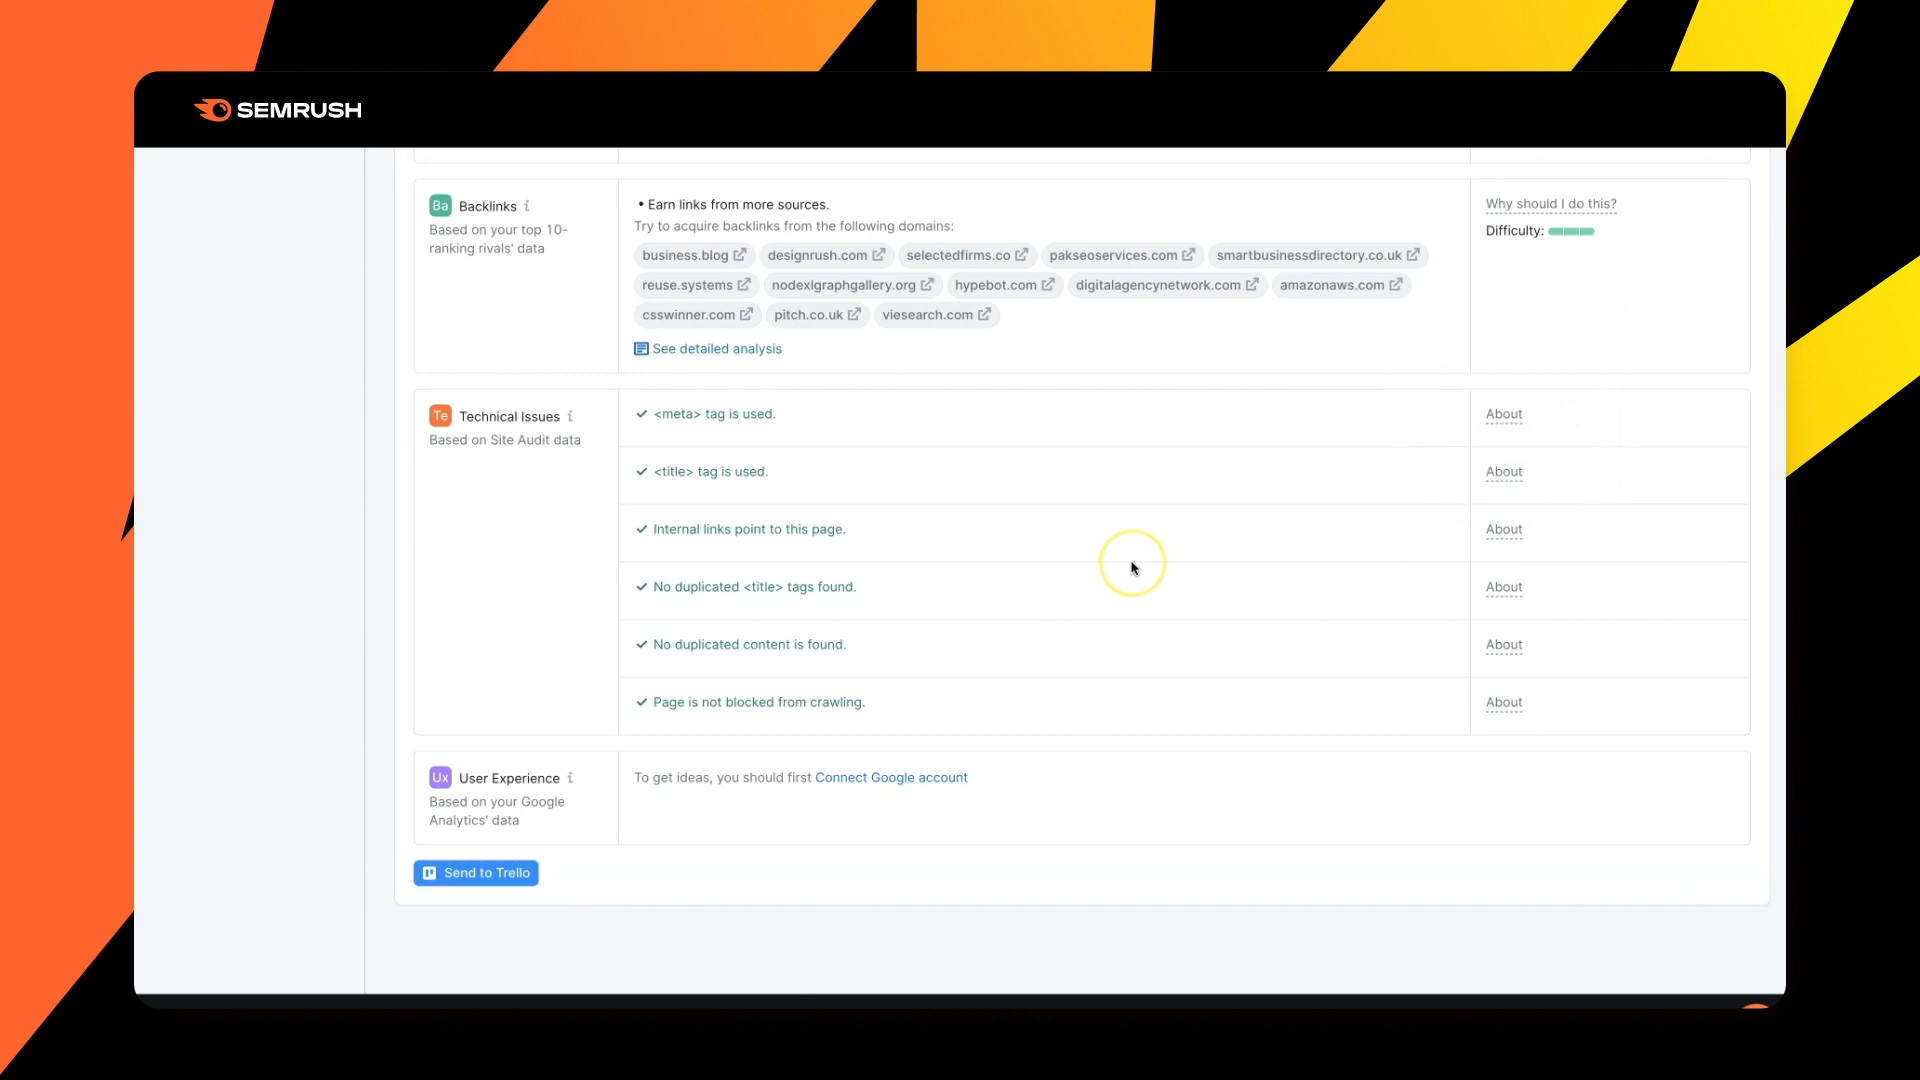 SEMRUSH
Ba Backlinks i
Based on your top 10-
ranking rivals' data
• Earn links from more sources.
Try to acquire backlinks from the following domains:
business.blog designrush.com selectedfirms.co pakseoservices.com smartbusinessdirectory.co.uk
reuse.systems nodexlgraphgallery.org hypebot.com digitalagencynetwork.com amazonaws.com
csswinner.com pitch.co.uk viesearch.com
See detailed analysis
Why should I do this?
Difficulty:
Te Technical Issues i
Based on Site Audit data
<meta> tag is used. About
<title> tag is used. About
Internal links point to this page. About
No duplicated <title> tags found. About
No duplicated content is found. About
Page is not blocked from crawling. About
Ux User Experience i
Based on your Google
Analytics' data
To get ideas, you should first Connect Google account
Send to Trello